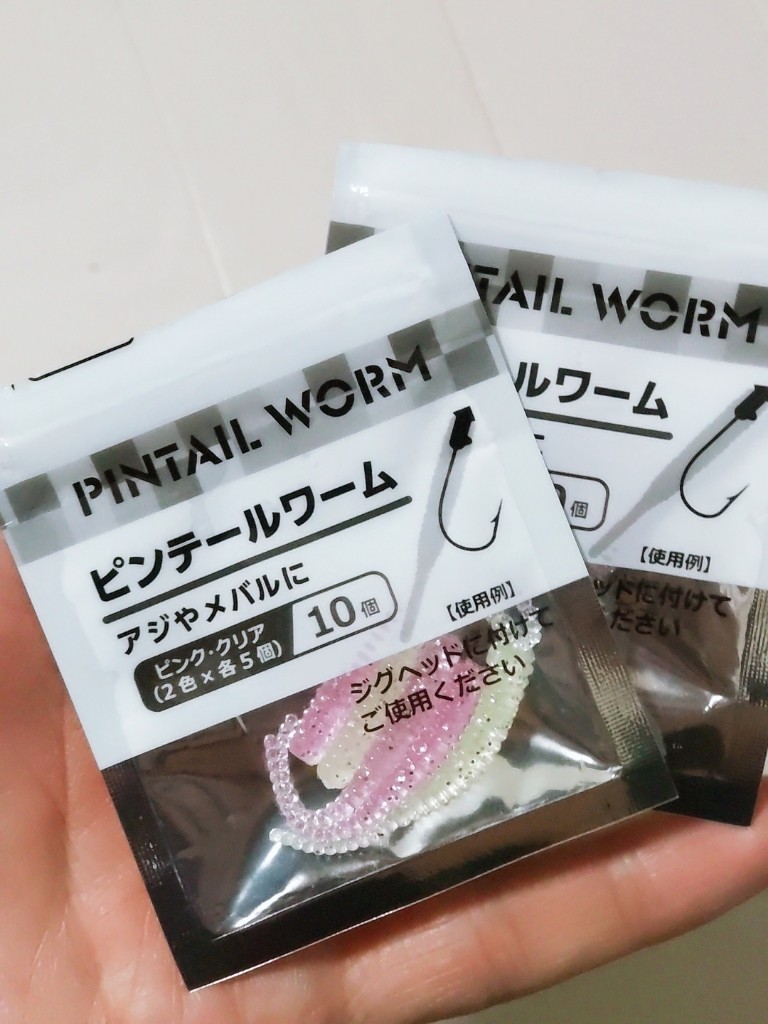 PINTAIL WORM
ピンテールワーム
アジやメバルに
ピンク・クリア
(2色×各5個)
10個
【使用例】
ジグヘッドに付けて
ご使用ください
TAIL WORM
ルワーム
個
【使用例】
ッドに付けて
ださい